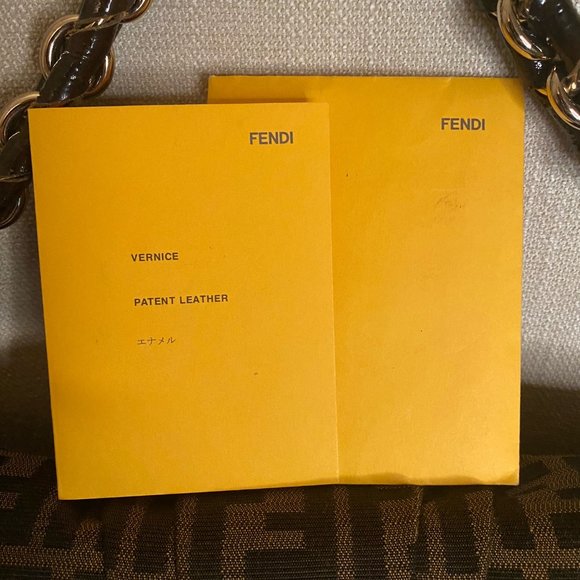 FENDI
VERNICE
PATENT LEATHER
エナメル
FENDI